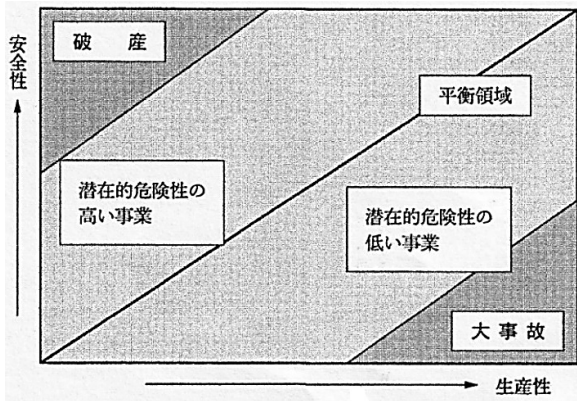 安全性
破産
平衡領域
潜在的危険性の
高い事業
潜在的危険性の
低い事業
大事故
生産性